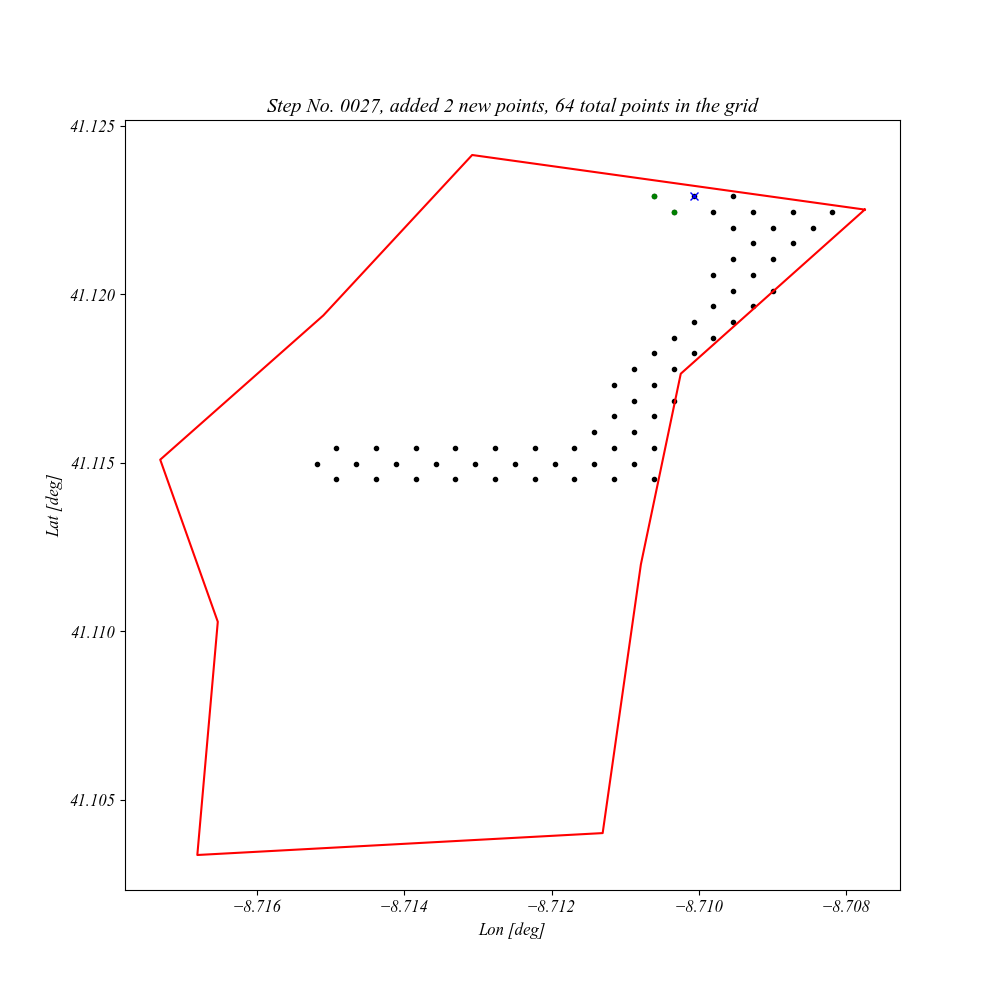 Step No. 0027, added 2 new points, 64 total points in the grid
41.125
41.120
41.115
41.110
41.105
Lat [deg]
−8.716 −8.714 −8.712 −8.710 −8.708
Lon [deg]